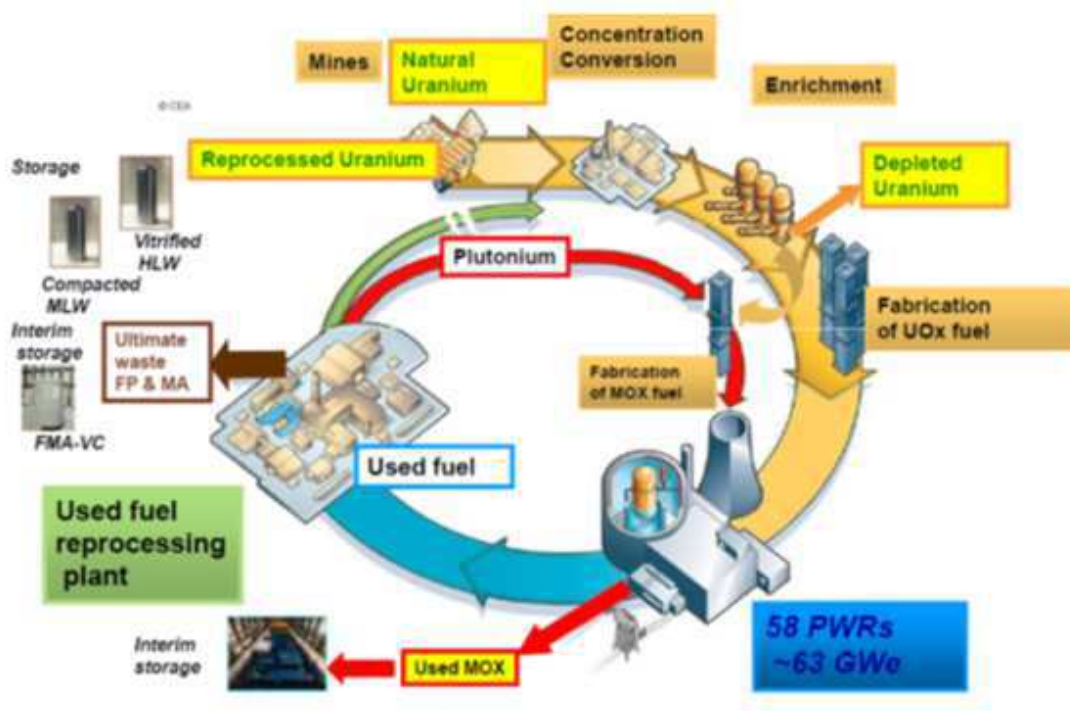 Mines
Natural
Uranium
Concentration
Conversion
Enrichment
© CEA
Reprocessed Uranium
Depleted
Uranium
Storage
Vitrified
HLW
Compacted
MLW
Plutonium
Fabrication
of UOx fuel
Interim
storage
Ultimate
waste
FP & MA
FMA-VC
Fabrication
of MOX fuel
Used fuel
Used fuel
reprocessing
plant
58 PWRs
~63 GWe
Interim
storage
Used MOX